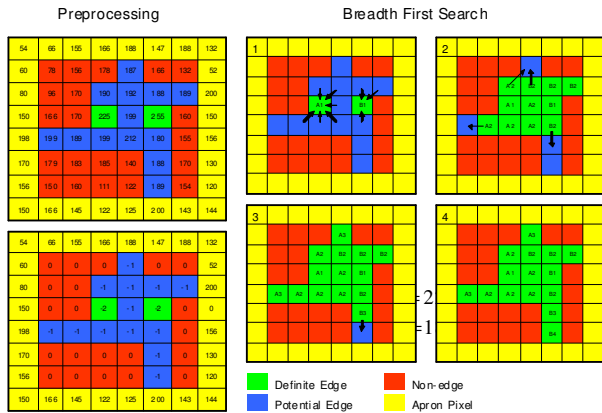 Preprocessing
Breadth First Search
54 66 155 166 188 147 188 132
60 78 156 178 187 166 132 52
80 96 170 190 192 188 189 200
150 166 170 225 199 255 160 150
198 199 189 198 212 180 155 156
170 179 183 185 140 188 170 130
156 150 160 111 122 189 154 120
150 166 145 122 125 200 143 144
54 66 155 166 188 147 188 132
60 0 0 0 -1 0 0 52
80 0 0 -1 -1 -1 -1 200
150 0 0 -2 -1 -2 0 0
198 -1 -1 -1 -1 -1 0 156
0 0 0 0 -1 0 130
0 0 0 0 -1 0 120
150 166 145 122 125 200 143 144
1
A1 B1
2
A2 B2 B2 B2
A1 A2 B1
A2 A2 A2 B2
3
A3
A2 B2 B2 B2
A1 A2 B1
A3 A2 A2 A2 B2
B3
=2
=1
4
A3
A2 B2 B2 B2
A1 A2 B1
A3 A2 A2 A2 B2
B3
B4
Definite Edge
Non-edge
Potential Edge
Apron Pixel